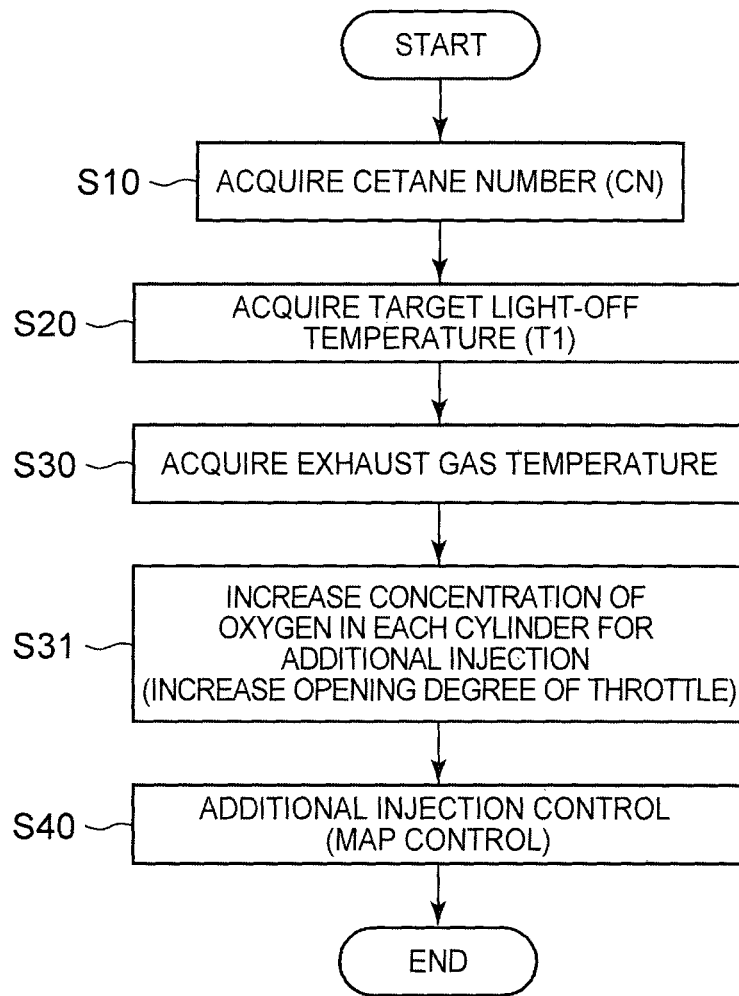 START
S10
ACQUIRE CETANE NUMBER (CN)
S20
ACQUIRE TARGET LIGHT-OFF
TEMPERATURE (T1)
S30
ACQUIRE EXHAUST GAS TEMPERATURE
S31
INCREASE CONCENTRATION OF
OXYGEN IN EACH CYLINDER FOR
ADDITIONAL INJECTION
(INCREASE OPENING DEGREE OF THROTTLE)
S40
ADDITIONAL INJECTION CONTROL
(MAP CONTROL)
END